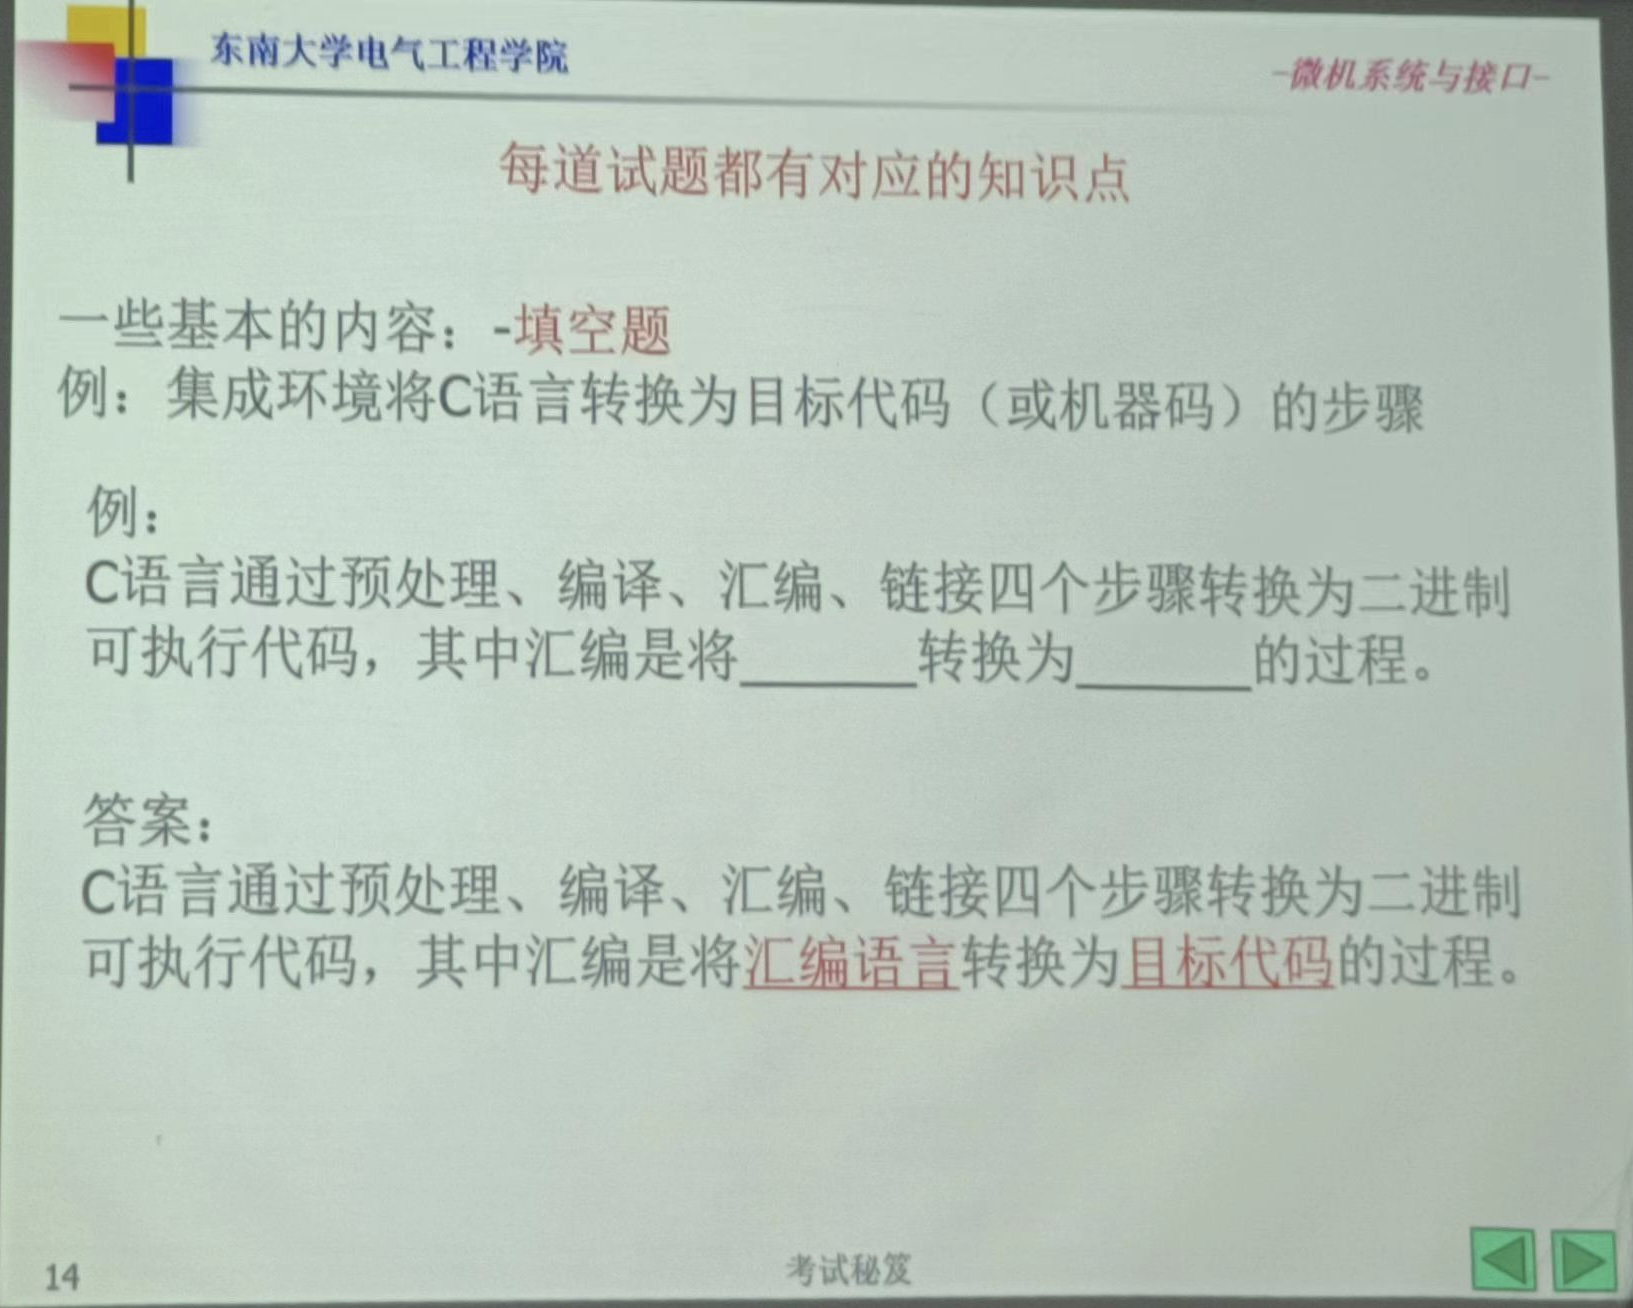 东南大学电气工程学院
-微机系统与接口-
每道试题都有对应的知识点
一些基本的内容：-填空题
例：集成环境将C语言转换为目标代码（或机器码）的步骤
例：
C语言通过预处理、编译、汇编、链接四个步骤转换为二进制
可执行代码，其中汇编是将______转换为______的过程。
答案：
C语言通过预处理、编译、汇编、链接四个步骤转换为二进制
可执行代码，其中汇编是将汇编语言转换为目标代码的过程。
14
考试秘笈